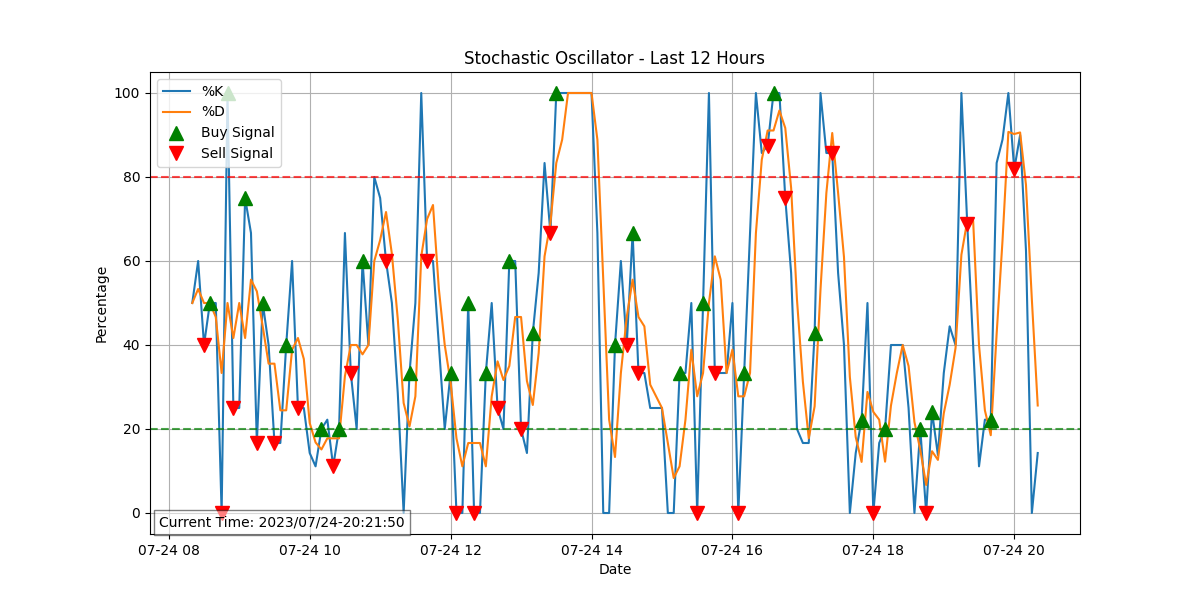 Stochastic Oscillator - Last 12 Hours
%K
%D
Buy Signal
Sell Signal
Percentage
100
80
60
40
20
0
Current Time: 2023/07/24-20:21:50
07-24 08
07-24 10
07-24 12
07-24 14
07-24 16
07-24 18
07-24 20
Date